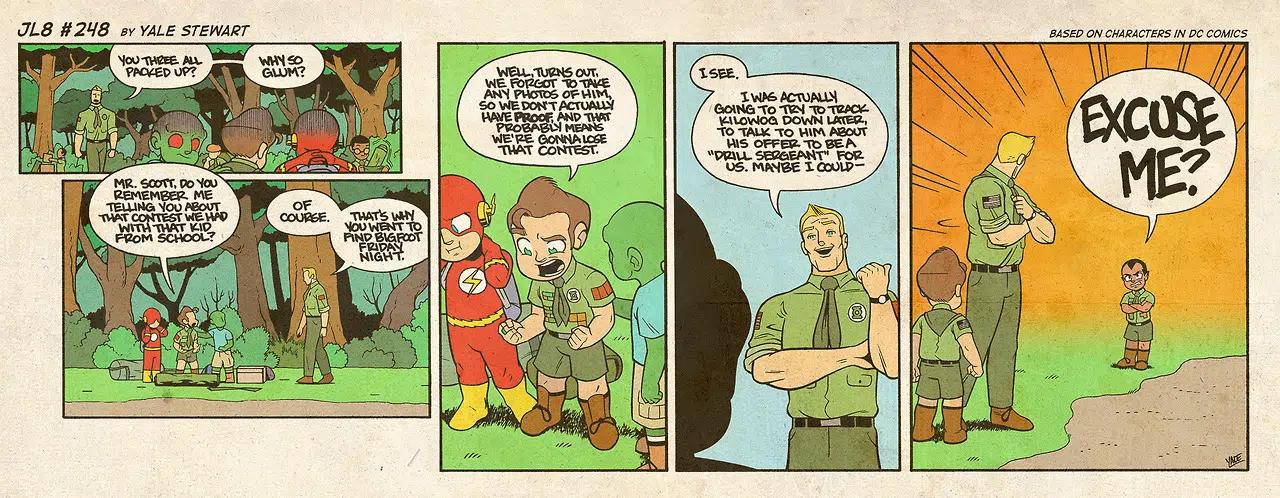 JL8 #248 BY YALE STEWART
BASED ON CHARACTERS IN DC COMICS
YOU THREE ALL
PACKED UP?
WHY SO
GLUM?
MR. SCOTT, DO YOU
REMEMBER ME
TELLING YOU ABOUT
THAT CONTEST WE HAD
WITH THAT KID
FROM SCHOOL?
OF
COURSE.
THAT'S WHY
YOU WENT TO
FIND BIGFOOT
FRIDAY
NIGHT.
WELL, TURNS OUT,
WE FORGOT TO TAKE
ANY PHOTOS OF HIM,
SO WE DON'T ACTUALLY
HAVE PROOF, AND THAT
PROBABLY MEANS
WE'RE GONNA LOSE
THAT CONTEST.
I SEE.
I WAS ACTUALLY
GOING TO TRY TO TRACK
KILOWOG DOWN LATER,
TO TALK TO HIM ABOUT
HIS OFFER TO BE A
"DRILL SERGEANT" FOR
US. MAYBE I COULD—
EXCUSE
ME?
YALE